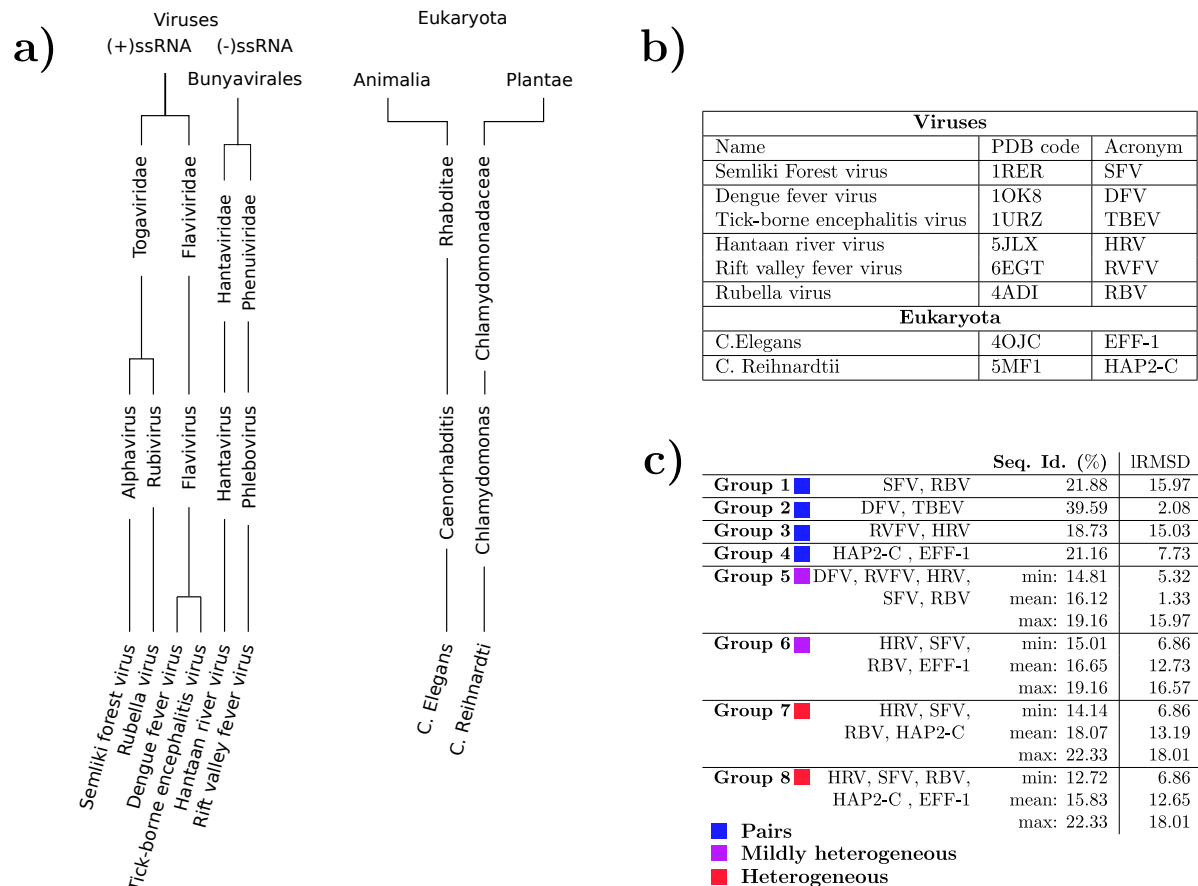 a)
Viruses
(+)ssRNA (-)ssRNA
Bunyavirales
Eukaryota
Animalia Plantae
Togaviridae
Flaviviridae
Hantaviridae
Phenuiviridae
Rhabditae
Chlamydomonadaceae
Alphavirus
Rubivirus
Flavivirus
Hantavirus
Phlebovirus
Caenorhabditis
Chlamydomonas
Semliki forest virus
Rubella virus
Dengue fever virus
Tick-borne encephalitis virus
Hantaan river virus
Rift valley fever virus
C. Elegans
C. Reihnardti
b)
Viruses
Name PDB code Acronym
Semliki Forest virus 1RER SFV
Dengue fever virus 1OK8 DFV
Tick-borne encephalitis virus 1URZ TBEV
Hantaan river virus 5JLX HRV
Rift valley fever virus 6EGT RVFV
Rubella virus 4ADI RBV
Eukaryota
C.Elegans 4OJC EFF-1
C. Reihnardtii 5MF1 HAP2-C
c)
Seq. Id. (%) lRMSD
Group 1 SFV, RBV 21.88 15.97
Group 2 DFV, TBEV 39.59 2.08
Group 3 RVFV, HRV 18.73 15.03
Group 4 HAP2-C , EFF-1 21.16 7.73
Group 5 DFV, RVFV, HRV, min: 14.81 5.32
SFV, RBV mean: 16.12 1.33
max: 19.16 15.97
Group 6 HRV, SFV, min: 15.01 6.86
RBV, EFF-1 mean: 16.65 12.73
max: 19.16 16.57
Group 7 HRV, SFV, min: 14.14 6.86
RBV, HAP2-C mean: 18.07 13.19
max: 22.33 18.01
Group 8 HRV, SFV, RBV, min: 12.72 6.86
HAP2-C , EFF-1 mean: 15.83 12.65
max: 22.33 18.01
Pairs
Mildly heterogeneous
Heterogeneous